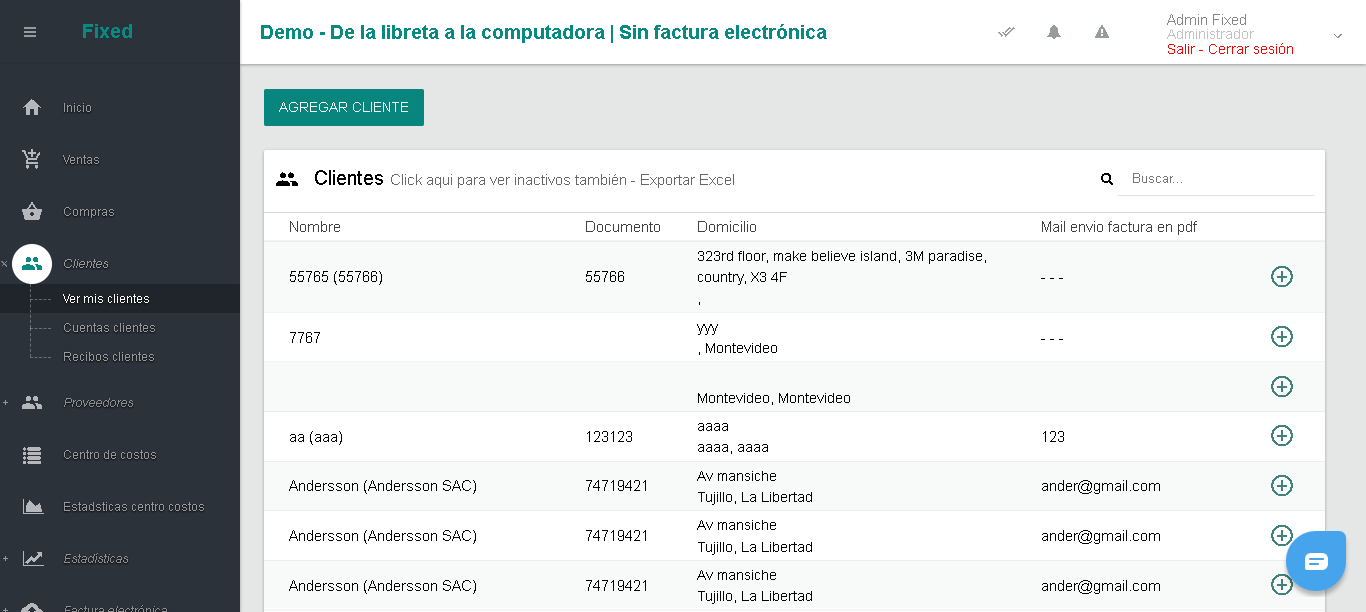 Fixed
Demo - De la libreta a la computadora | Sin factura electrónica
Admin Fixed
Administrador
Salir - Cerrar sesión
Inicio
Ventas
Compras
Clientes
Ver mis clientes
Cuentas clientes
Recibos clientes
Proveedores
Centro de costos
Estadsticas centro costos
Estadísticas
Factura electrónica
AGREGAR CLIENTE
Clientes Click aqui para ver inactivos también - Exportar Excel
Buscar...
Nombre Documento Domicilio Mail envio factura en pdf
55765 (55766) 55766 323rd floor, make believe island, 3M paradise,
country, X3 4F
,
- - -
7767 yyy
, Montevideo
- - -
Montevideo, Montevideo
aa (aaa) 123123 aaaa
aaaa, aaaa
123
Andersson (Andersson SAC) 74719421 Av mansiche
Tujillo, La Libertad
ander@gmail.com
Andersson (Andersson SAC) 74719421 Av mansiche
Tujillo, La Libertad
ander@gmail.com
Andersson (Andersson SAC) 74719421 Av mansiche
Tujillo, La Libertad
ander@gmail.com